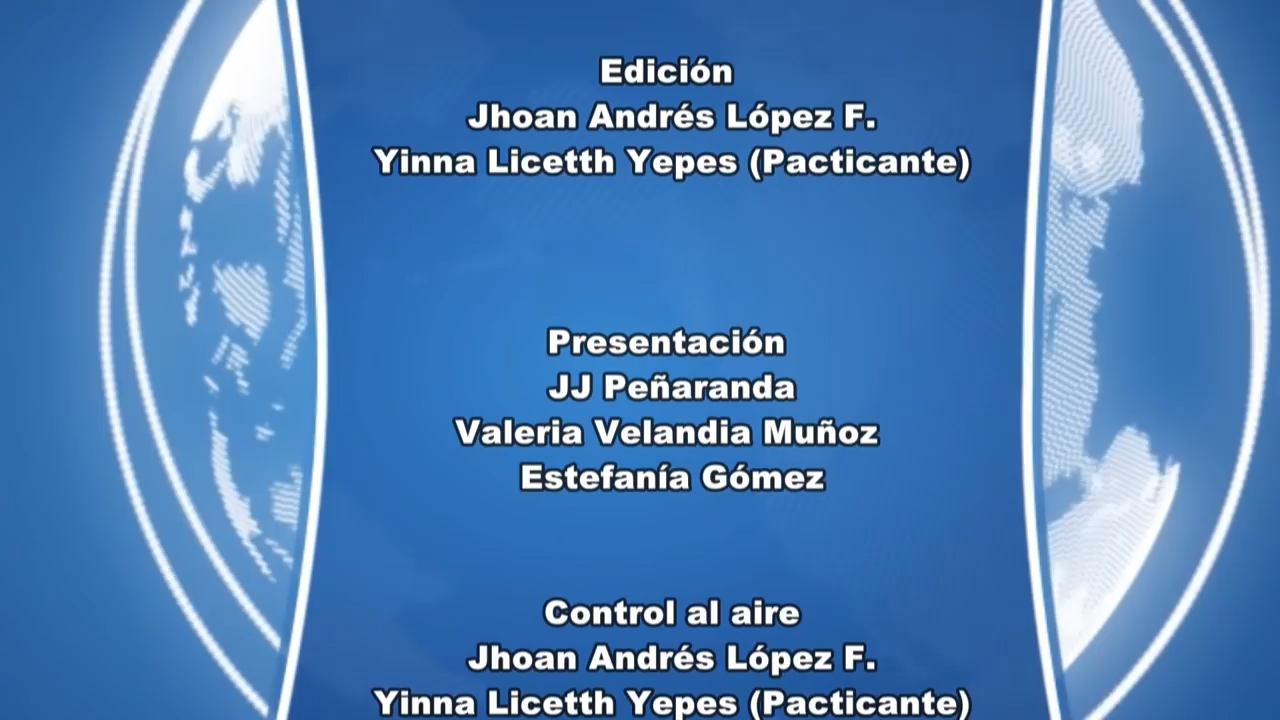 Edición
Jhoan Andrés López F.
Yinna Licetth Yepes (Pacticante)
Presentación
JJ Peñaranda
Valeria Velandia Muñoz
Estefanía Gómez
Control al aire
Jhoan Andrés López F.
Yinna Licetth Yepes (Pacticante)